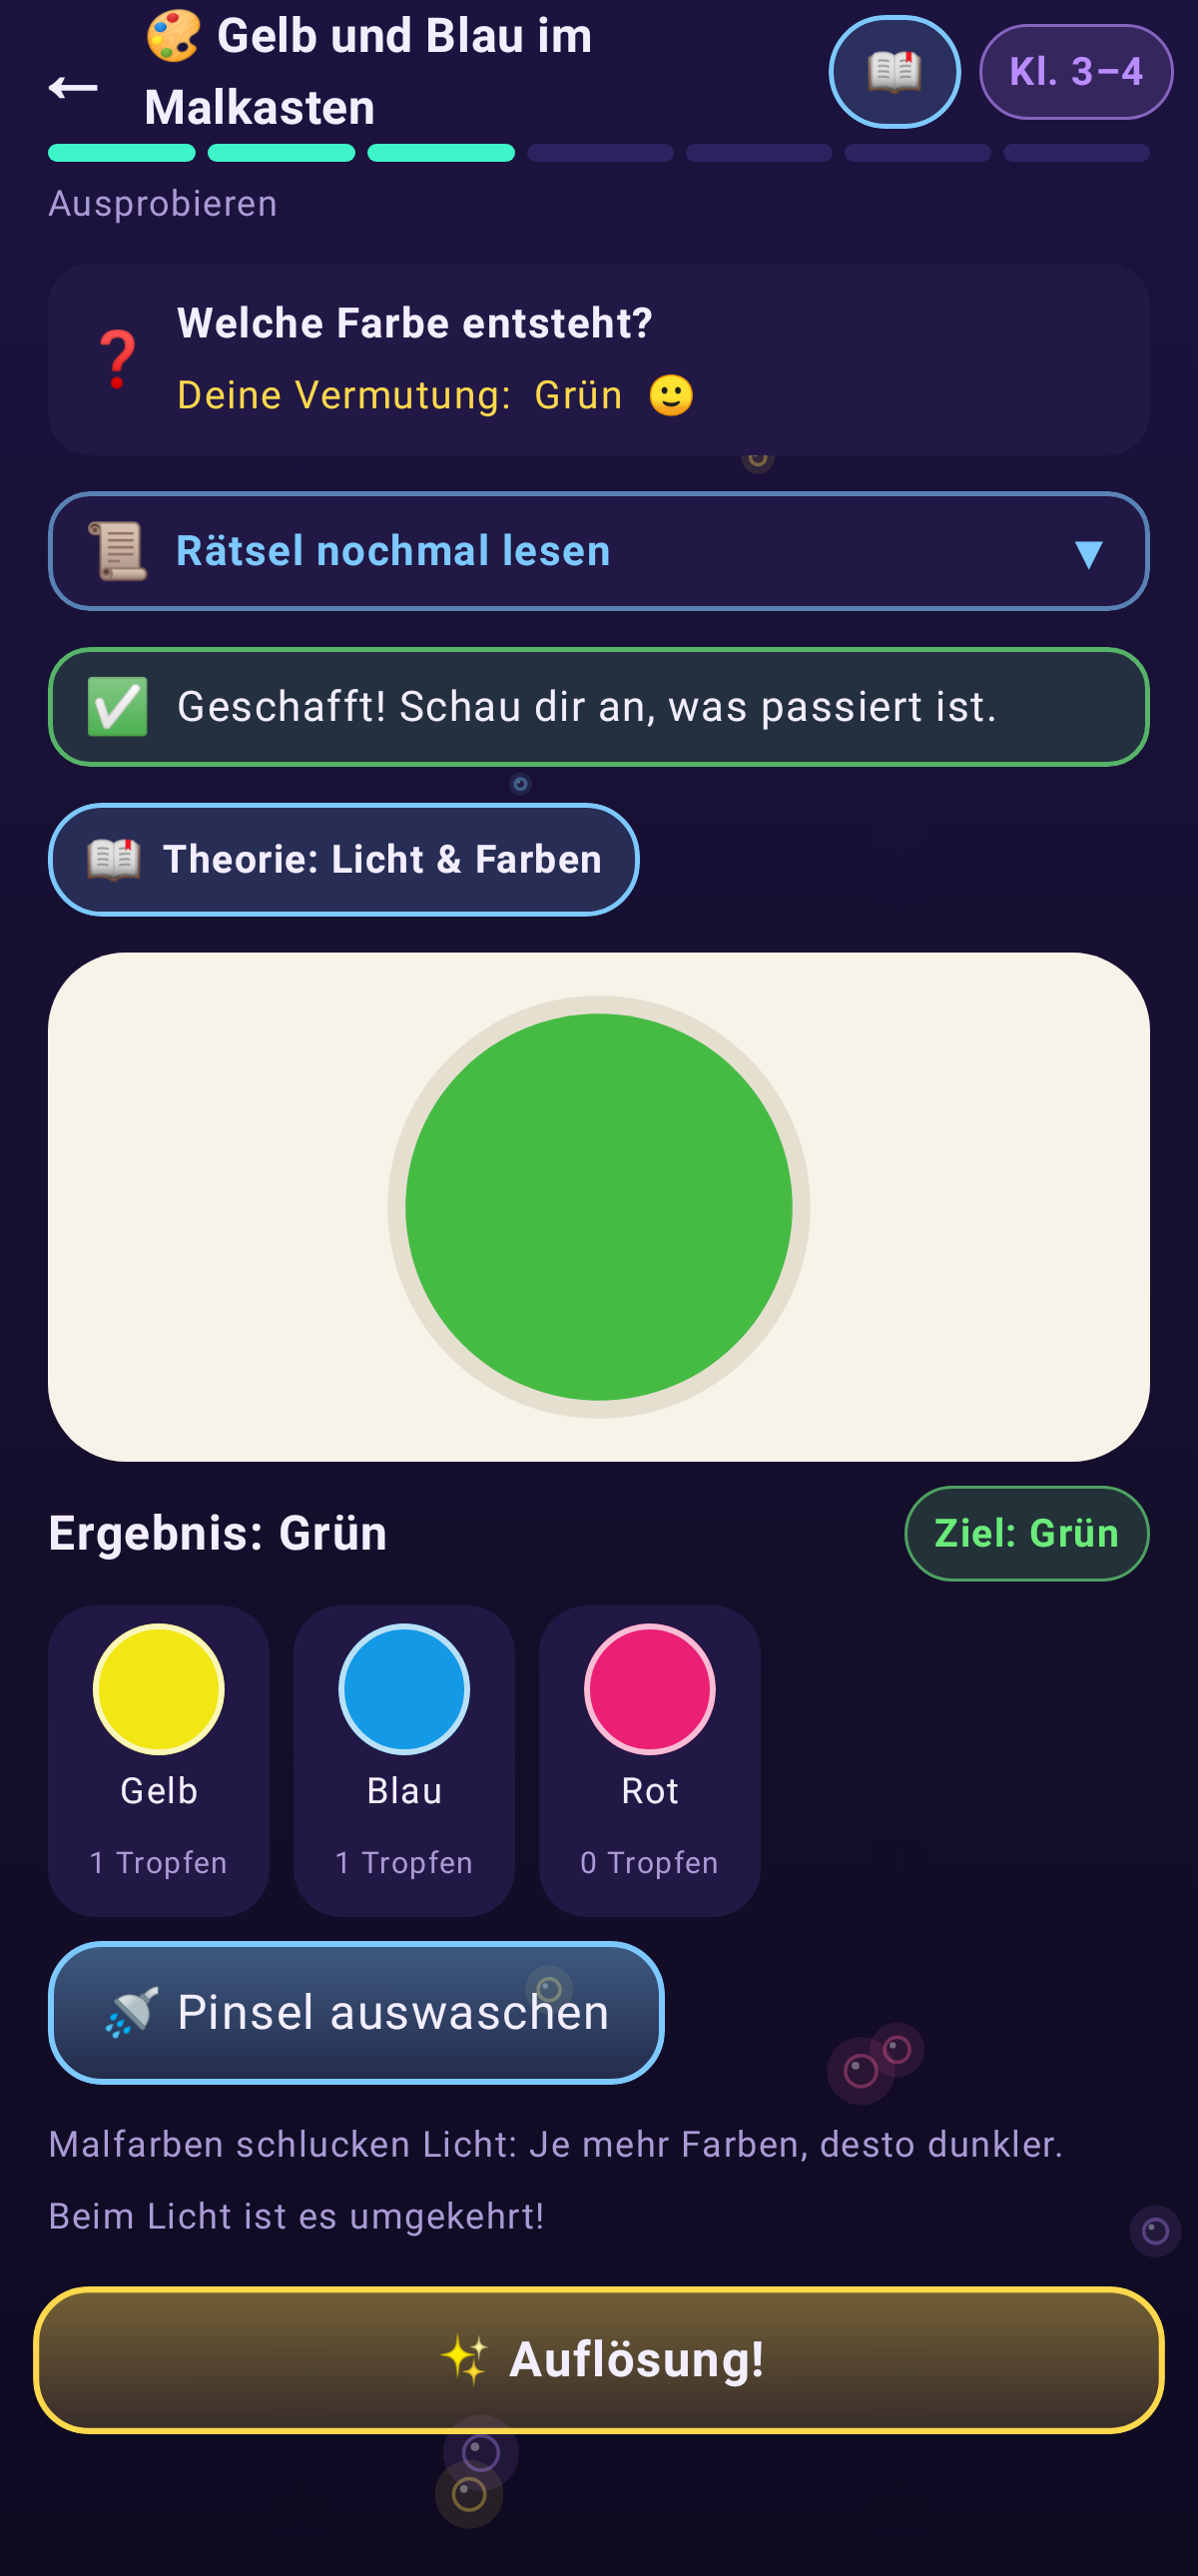 🎨 Gelb und Blau im
Malkasten
Kl. 3–4
Ausprobieren
Welche Farbe entsteht?
Deine Vermutung: Grün 🙂
Rätsel nochmal lesen
Geschafft! Schau dir an, was passiert ist.
Theorie: Licht & Farben
Ergebnis: Grün
Ziel: Grün
Gelb
1 Tropfen
Blau
1 Tropfen
Rot
0 Tropfen
Pinsel auswaschen
Malfarben schlucken Licht: Je mehr Farben, desto dunkler.
Beim Licht ist es umgekehrt!
✨ Auflösung!